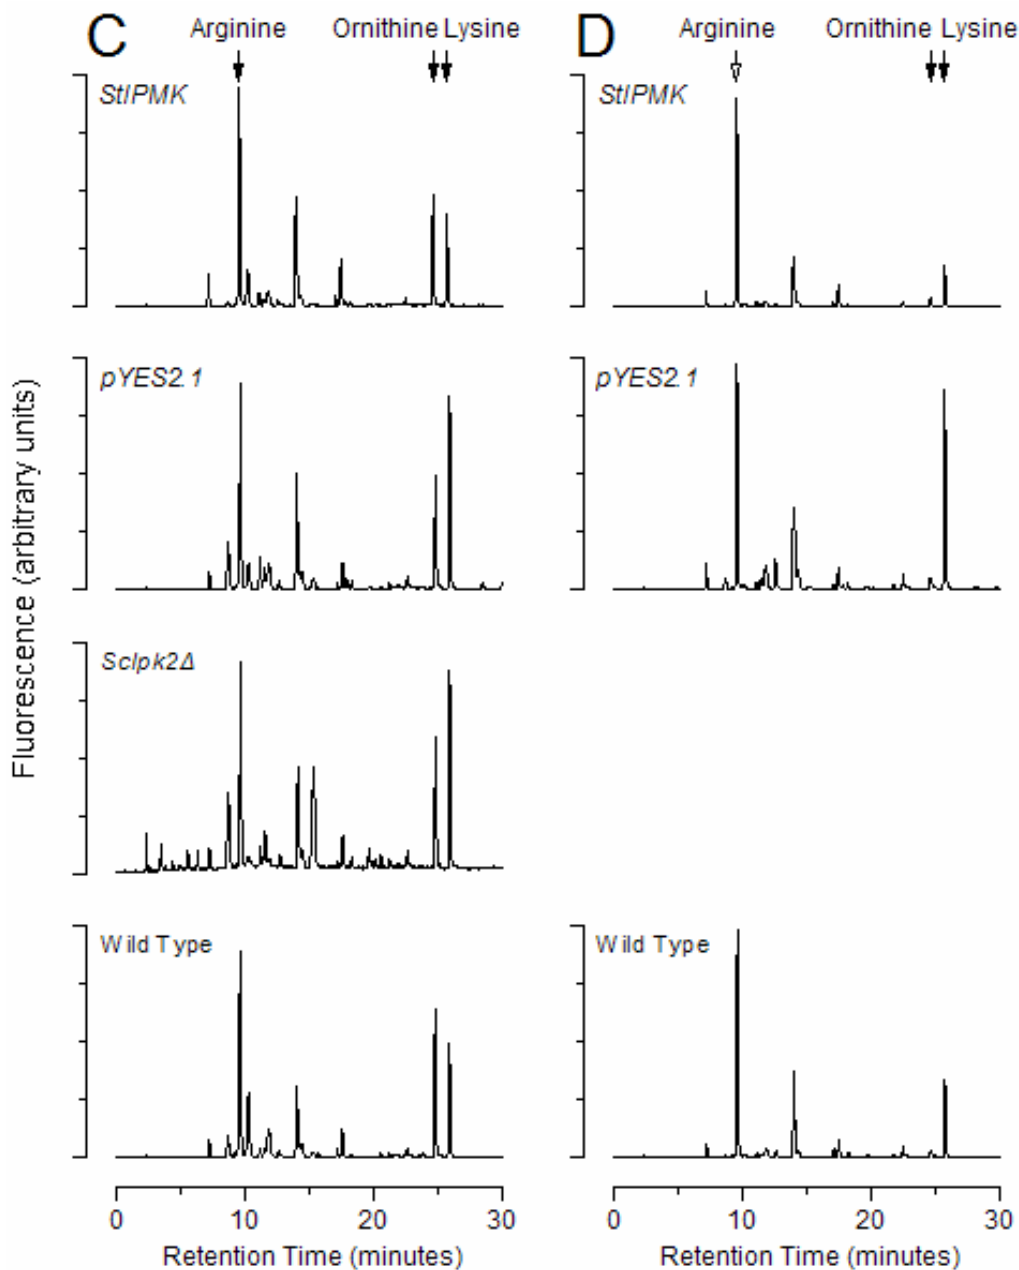 C
Arginine
Ornithine Lysine
StIPMK
pYES2.1
ScIpk2Δ
Wild Type
0 10 20 30
Retention Time (minutes)
D
Arginine
Ornithine Lysine
StIPMK
pYES2.1
Wild Type
0 10 20 30
Retention Time (minutes)
Fluorescence (arbitrary units)